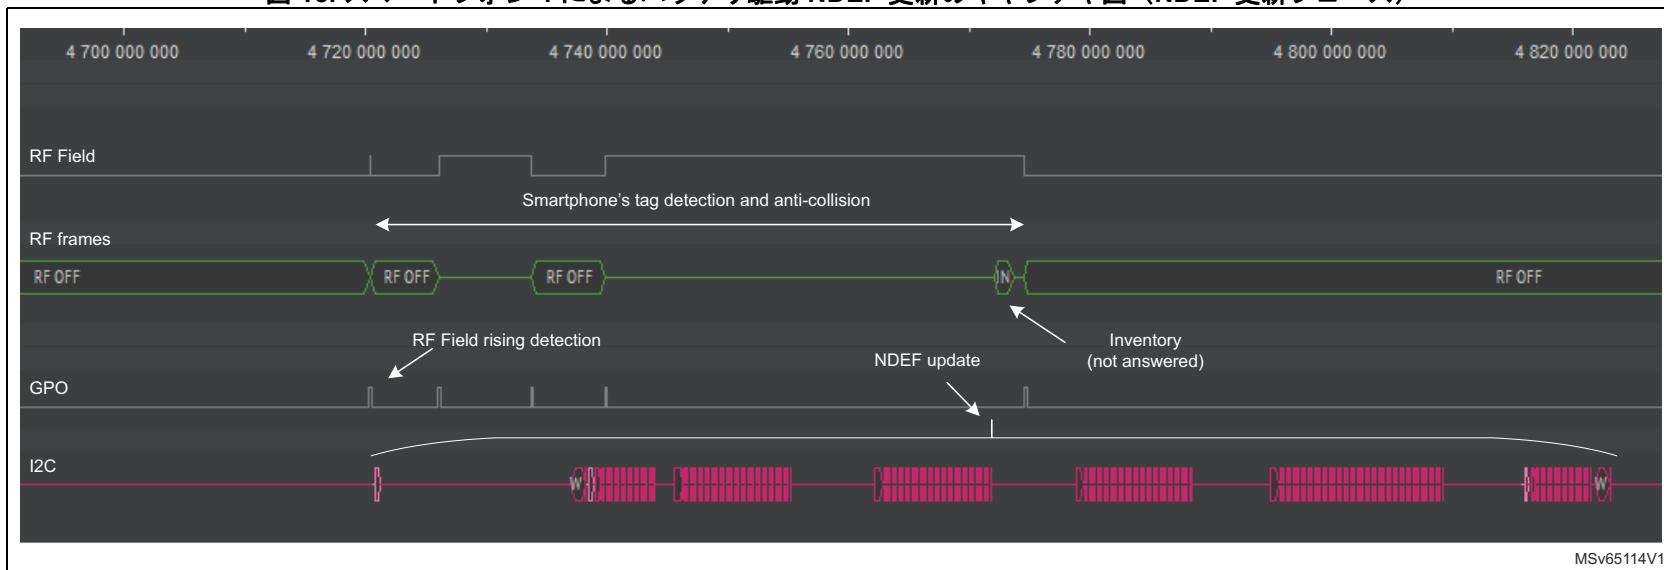 4 700 000 000 4 720 000 000 4 740 000 000 4 760 000 000 4 780 000 000 4 800 000 000 4 820 000 000
RF Field
Smartphone's tag detection and anti-collision
RF frames
RF OFF RF OFF RF OFF IN RF OFF
RF Field rising detection
Inventory
(not answered)
NDEF update
GPO
I2C
W W
MSv65114V1